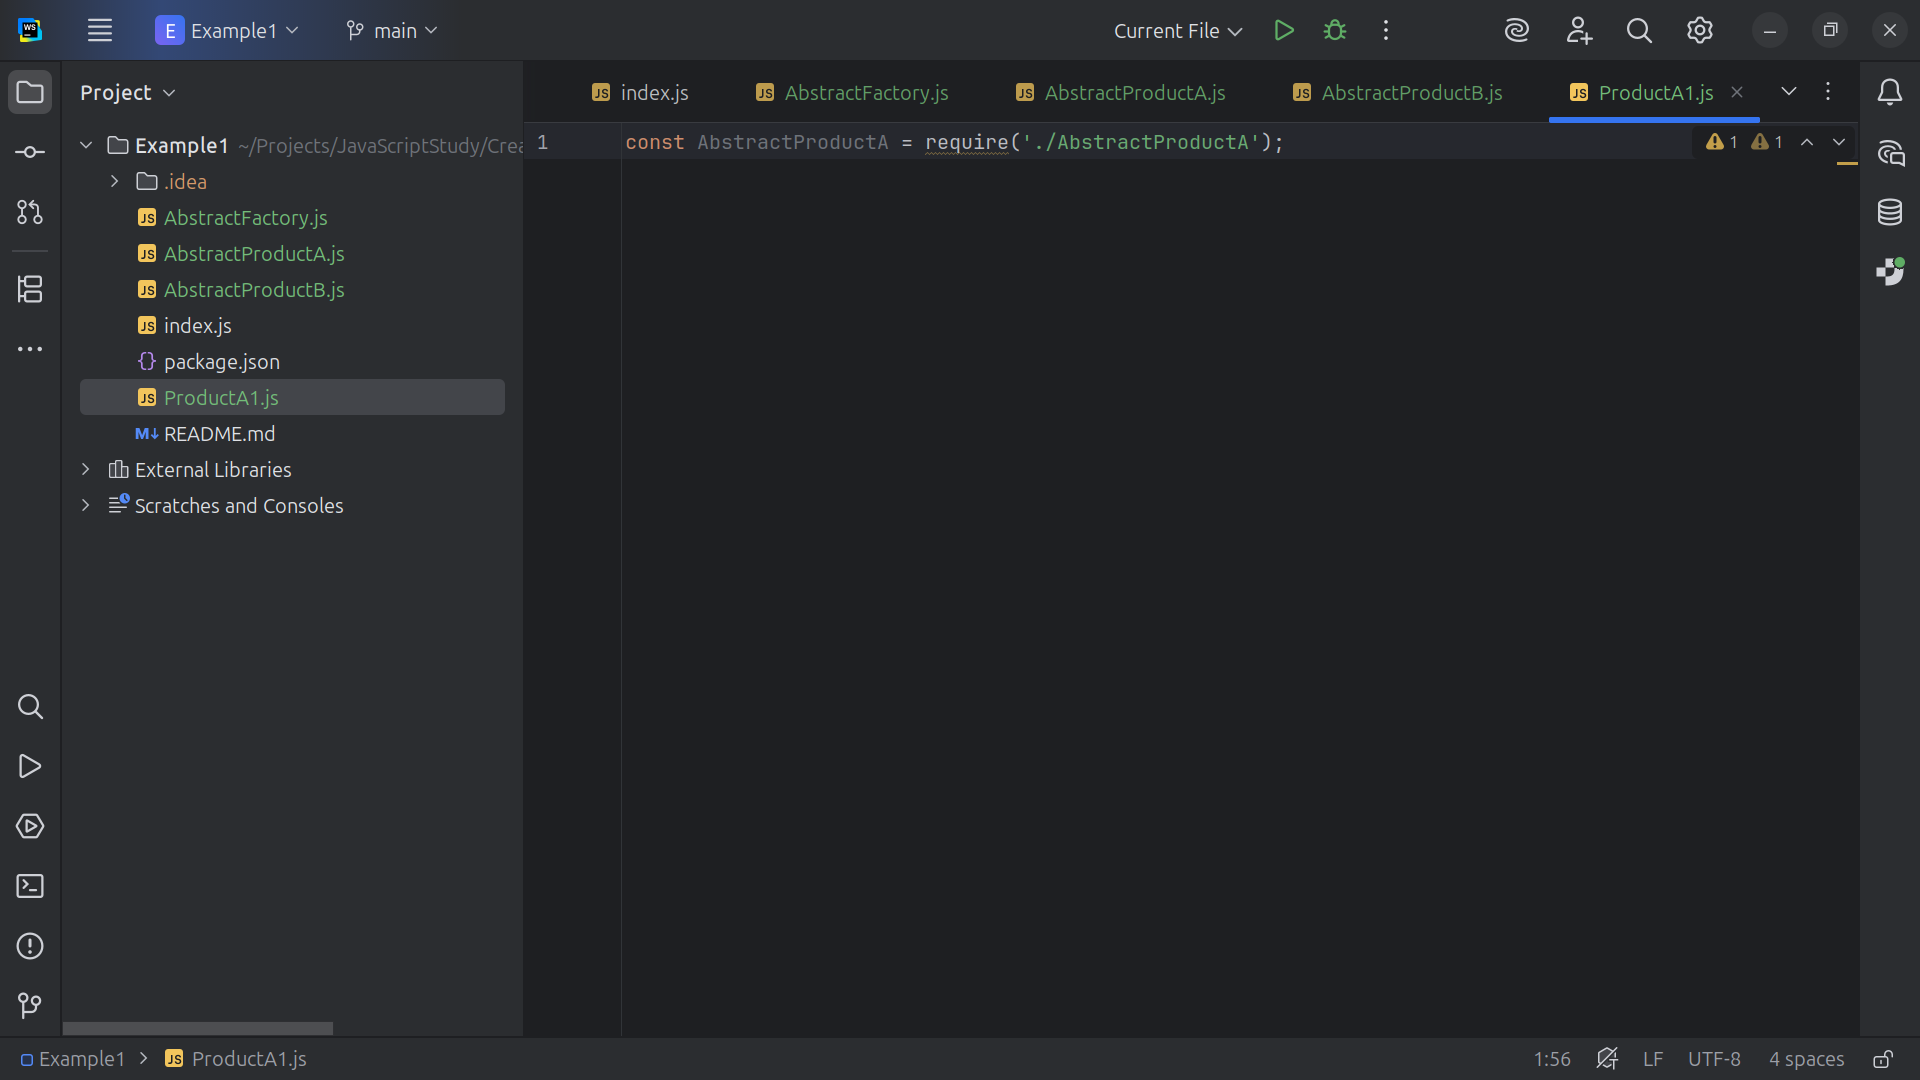 WS
E Example1
main
Current File
Project
index.js
AbstractFactory.js
AbstractProductA.js
AbstractProductB.js
ProductA1.js
Example1 ~/Projects/JavaScriptStudy/Crea
.idea
AbstractFactory.js
AbstractProductA.js
AbstractProductB.js
index.js
package.json
ProductA1.js
README.md
External Libraries
Scratches and Consoles
1 const AbstractProductA = require('./AbstractProductA');
1 1
Example1 > ProductA1.js
1:56 LF UTF-8 4 spaces